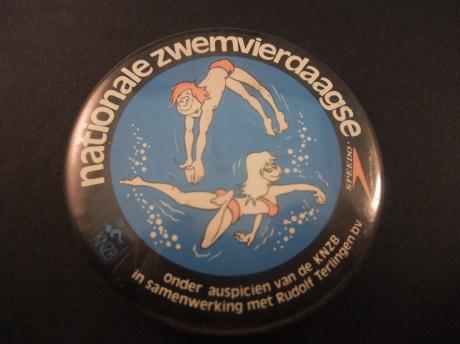 nationale zwemvierdaagse
SPEEDO
KNZB
onder auspicien van de KNZB
in samenwerking met Rudolf Terlingen bv